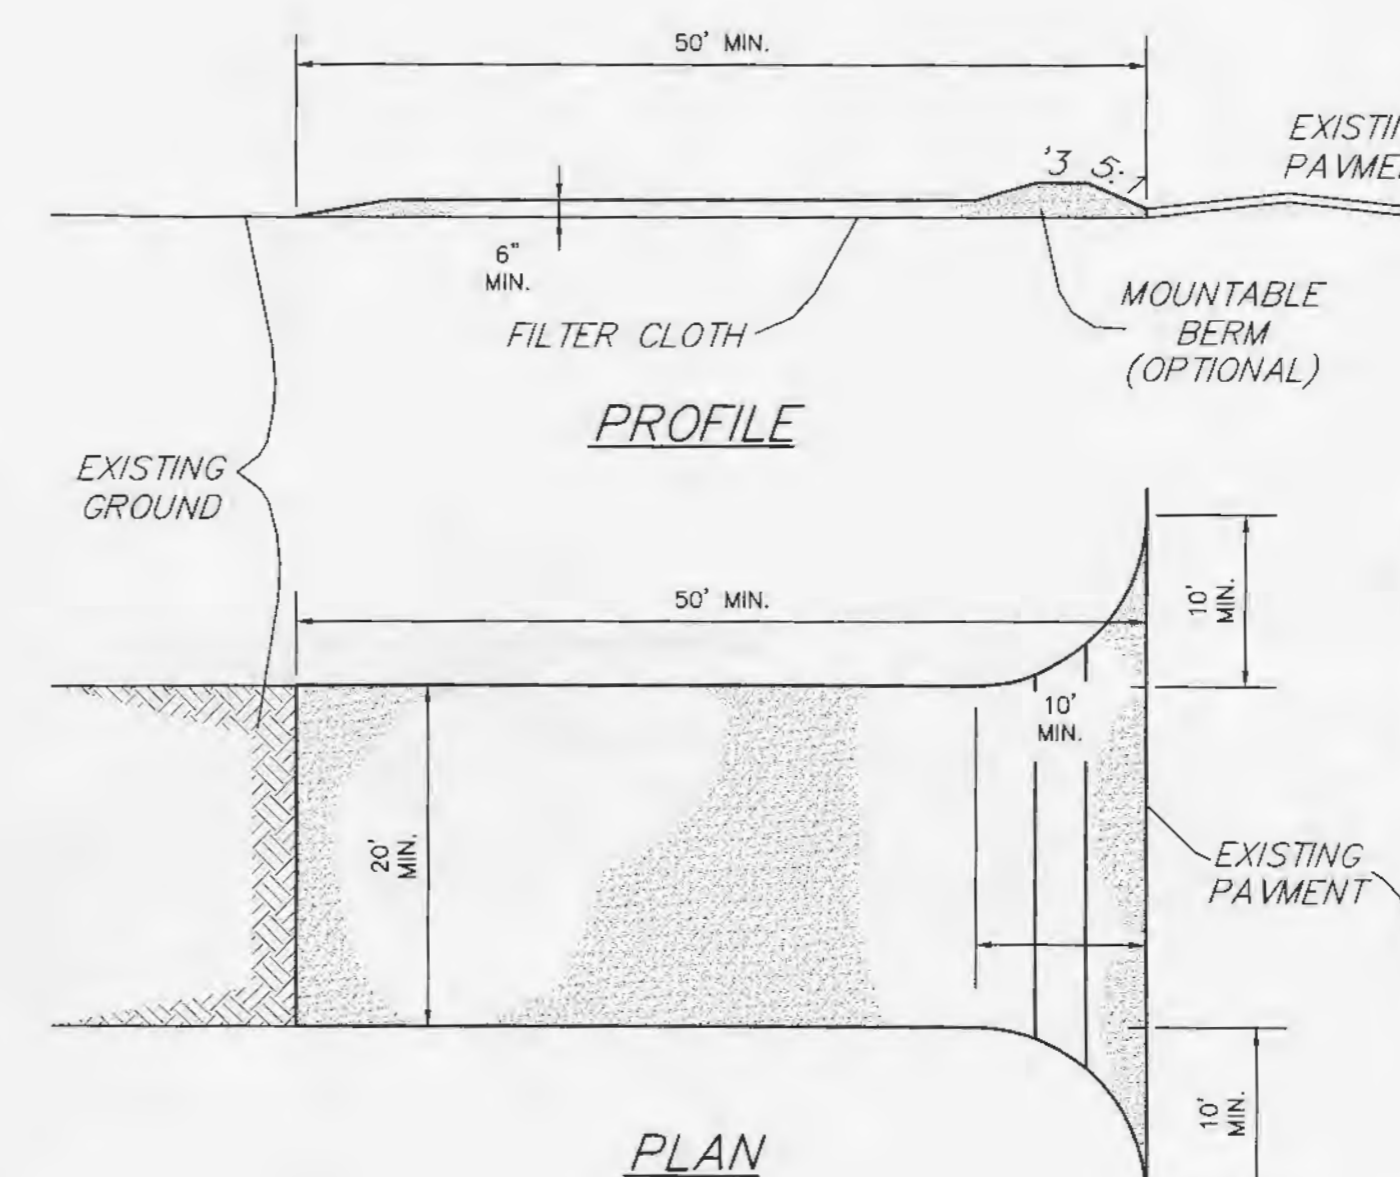 50' MIN.
EXISTIN
PAVME
'3 5:1
6"
MIN.
FILTER CLOTH
MOUNTABLE
BERM
(OPTIONAL)
PROFILE
EXISTING
GROUND
50' MIN.
10'
MIN.
10'
MIN.
20'
MIN.
EXISTING
PAVMENT
10'
MIN.
PLAN